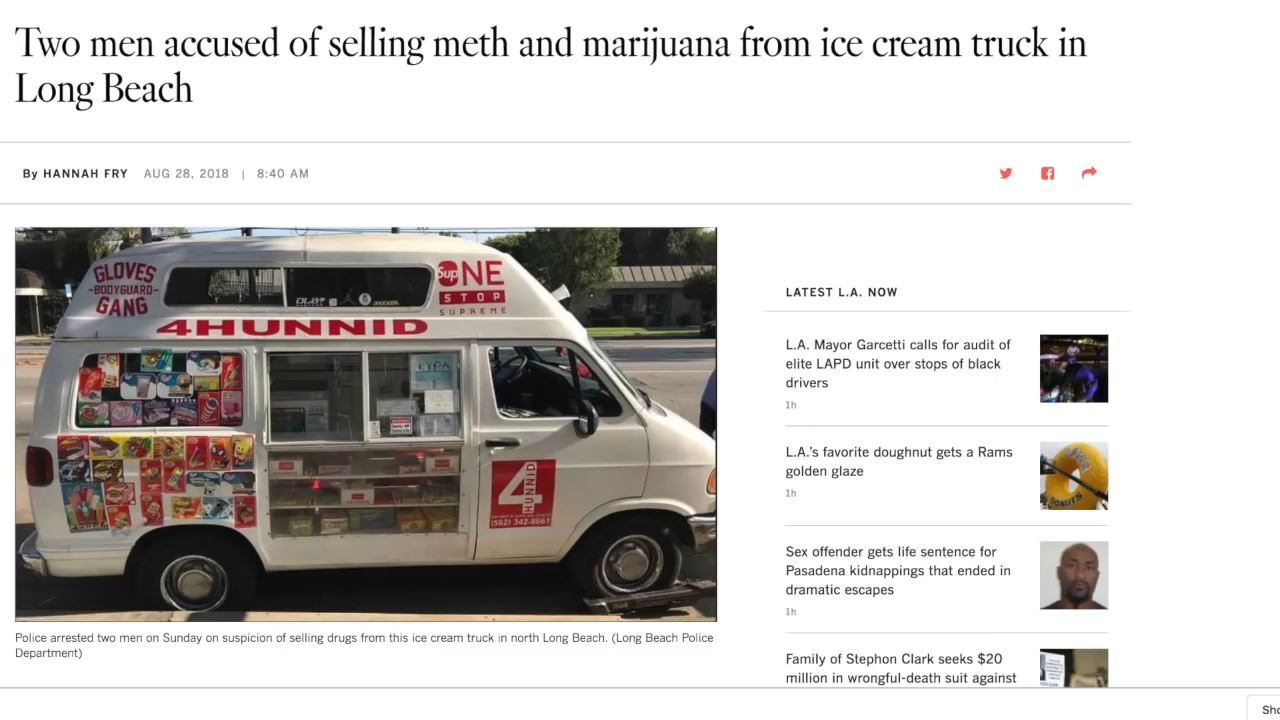 Two men accused of selling meth and marijuana from ice cream truck in
Long Beach
By HANNAH FRY AUG 28, 2018 | 8:40 AM
GLOVES
-BODYGUARD-
GANG
Sup ONE
STOP
SUPREME
4HUNNID
4
HUNNID
(562) 342-8661
Police arrested two men on Sunday on suspicion of selling drugs from this ice cream truck in north Long Beach. (Long Beach Police
Department)
LATEST L.A. NOW
L.A. Mayor Garcetti calls for audit of
elite LAPD unit over stops of black
drivers
1h
L.A.'s favorite doughnut gets a Rams
golden glaze
1h
DONUTS
Sex offender gets life sentence for
Pasadena kidnappings that ended in
dramatic escapes
1h
Family of Stephon Clark seeks $20
million in wrongful-death suit against
Sho